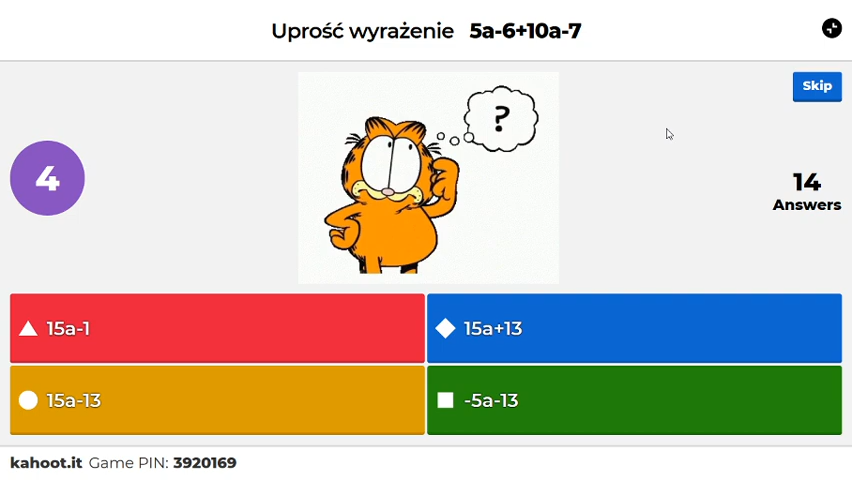 Uprość wyrażenie 5a-6+10a-7
Skip
?
4
14
Answers
15a-1
15a+13
15a-13
-5a-13
kahoot.it Game PIN: 3920169